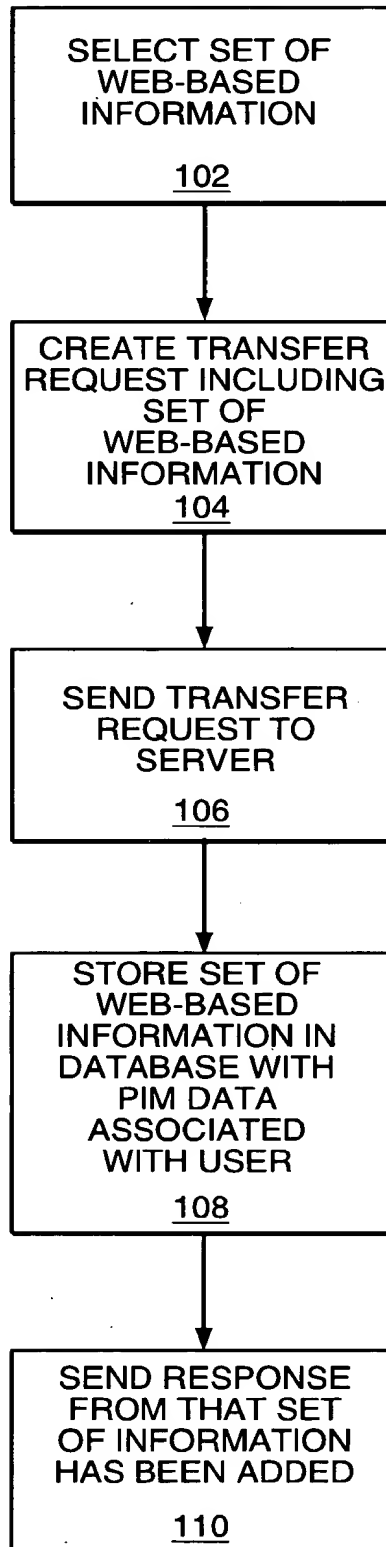 SELECT SET OF
WEB-BASED
INFORMATION
102
CREATE TRANSFER
REQUEST INCLUDING
SET OF
WEB-BASED
INFORMATION
104
SEND TRANSFER
REQUEST TO
SERVER
106
STORE SET OF
WEB-BASED
INFORMATION IN
DATABASE WITH
PIM DATA
ASSOCIATED
WITH USER
108
SEND RESPONSE
FROM THAT SET
OF INFORMATION
HAS BEEN ADDED
110